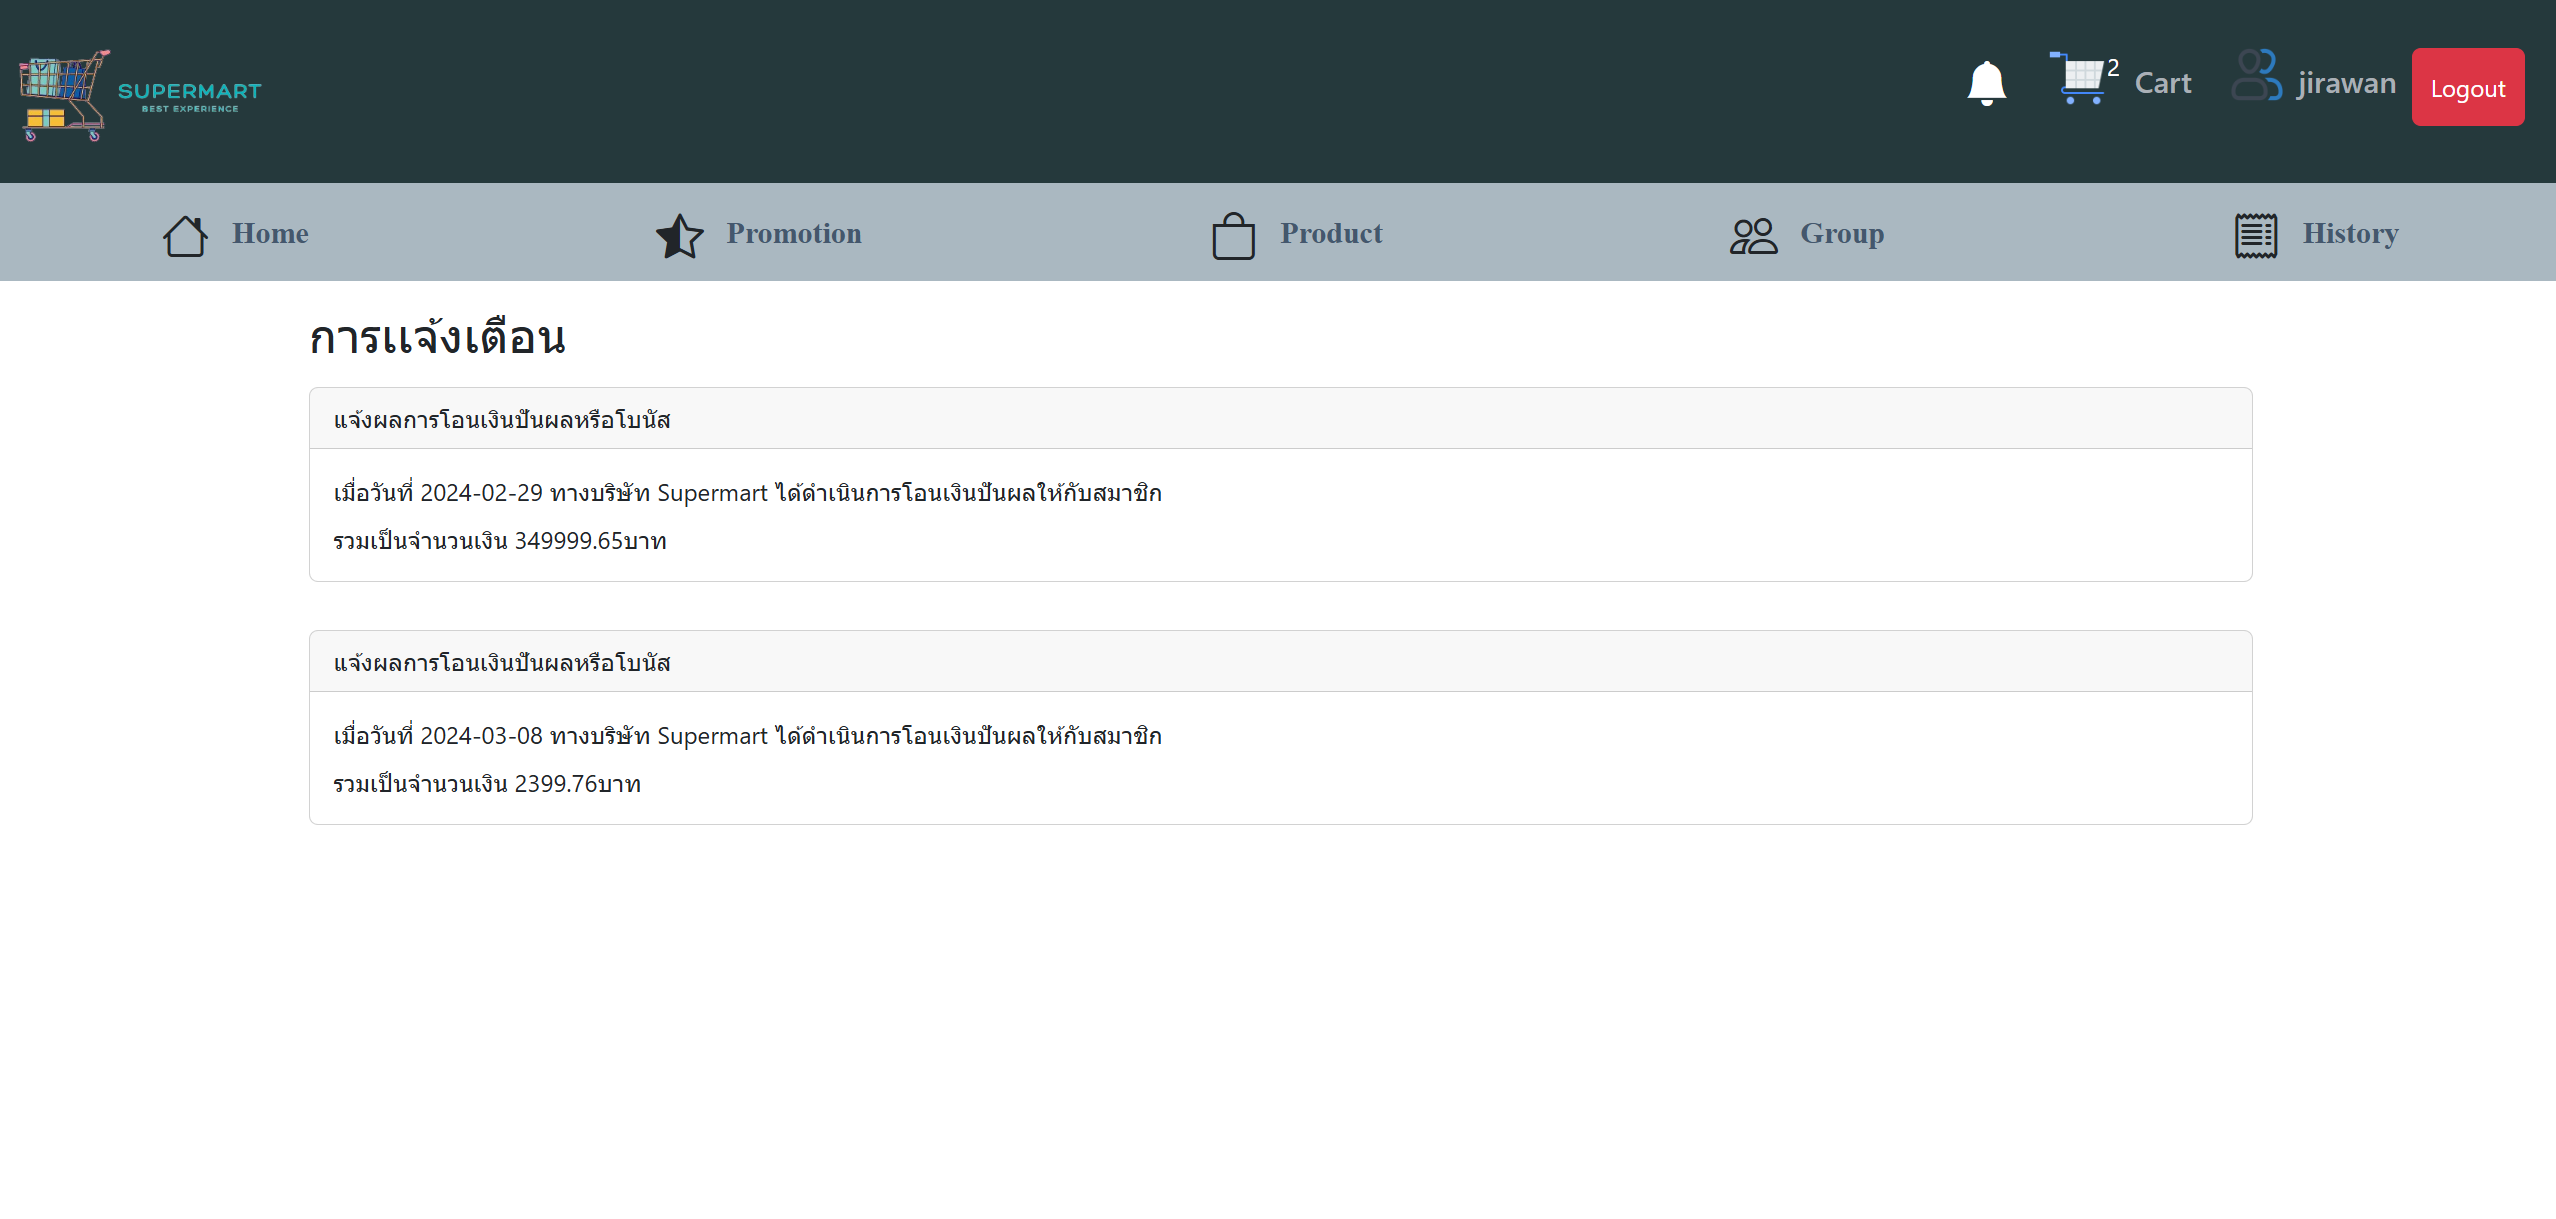 SUPERMART
BEST EXPERIENCE
2
Cart
jirawan
Logout
Home
Promotion
Product
Group
History
การแจ้งเตือน
แจ้งผลการโอนเงินปันผลหรือโบนัส
เมื่อวันที่ 2024-02-29 ทางบริษัท Supermart ได้ดำเนินการโอนเงินปันผลให้กับสมาชิก
รวมเป็นจำนวนเงิน 349999.65บาท
แจ้งผลการโอนเงินปันผลหรือโบนัส
เมื่อวันที่ 2024-03-08 ทางบริษัท Supermart ได้ดำเนินการโอนเงินปันผลให้กับสมาชิก
รวมเป็นจำนวนเงิน 2399.76บาท